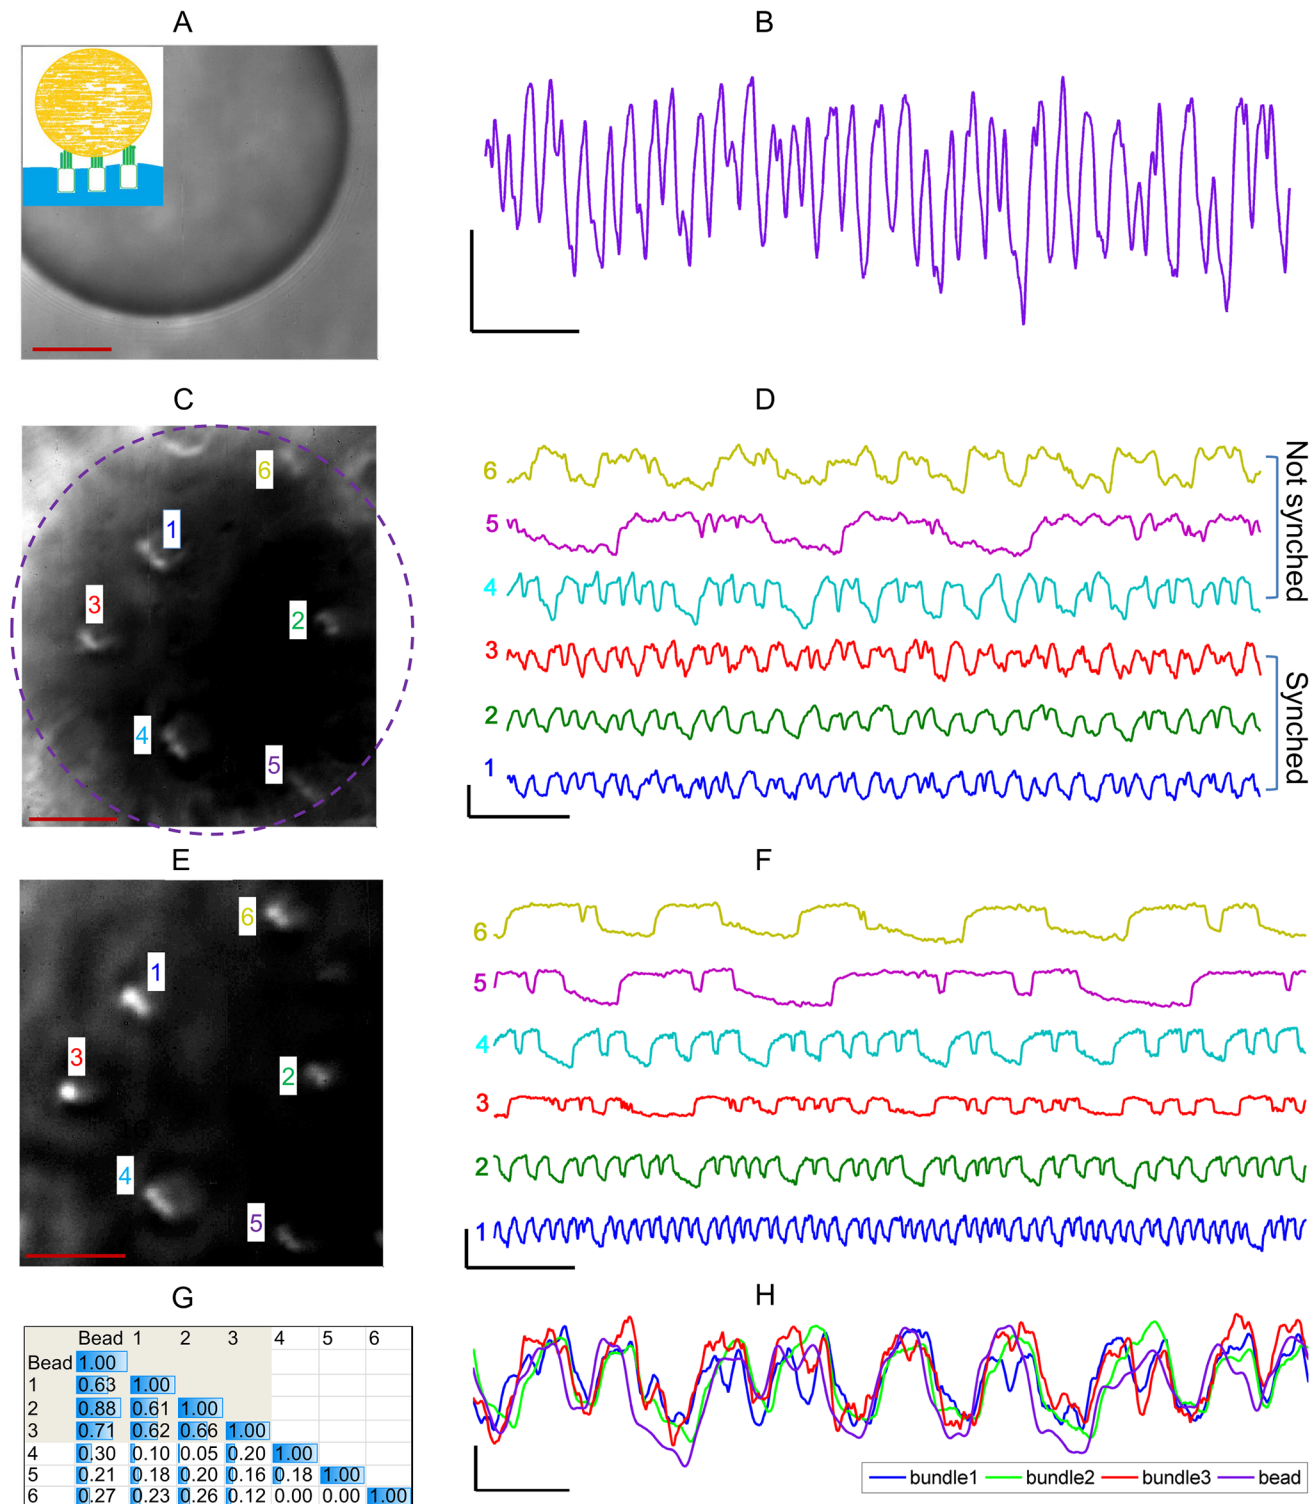 A
B
C
6
1
3
2
4
5
D
6
5
4
3
2
1
Not synched
Synched
E
6
1
3
2
4
5
F
6
5
4
3
2
1
G
Bead 1 2 3 4 5 6
Bead 1.00
1 0.63 1.00
2 0.88 0.61 1.00
3 0.71 0.62 0.66 1.00
4 0.30 0.10 0.05 0.20 1.00
5 0.21 0.18 0.20 0.16 0.18 1.00
6 0.27 0.23 0.26 0.12 0.00 0.00 1.00
H
bundle1 bundle2 bundle3 bead